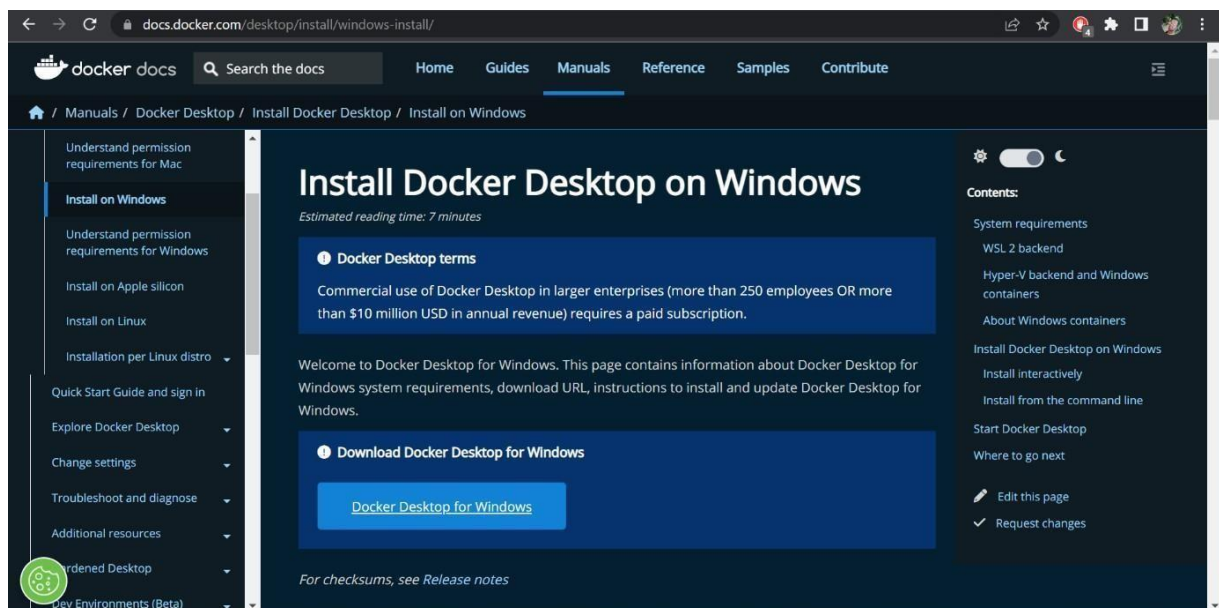 docs.docker.com/desktop/install/windows-install/
4
docker docs
Search the docs
Home Guides Manuals Reference Samples Contribute
/ Manuals / Docker Desktop / Install Docker Desktop / Install on Windows
Understand permission
requirements for Mac
Install on Windows
Understand permission
requirements for Windows
Install on Apple silicon
Install on Linux
Installation per Linux distro
Quick Start Guide and sign in
Explore Docker Desktop
Change settings
Troubleshoot and diagnose
Additional resources
rdened Desktop
Dev Environments (Beta)
Install Docker Desktop on Windows
Estimated reading time: 7 minutes
Docker Desktop terms
Commercial use of Docker Desktop in larger enterprises (more than 250 employees OR more
than $10 million USD in annual revenue) requires a paid subscription.
Welcome to Docker Desktop for Windows. This page contains information about Docker Desktop for
Windows system requirements, download URL, instructions to install and update Docker Desktop for
Windows.
Download Docker Desktop for Windows
Docker Desktop for Windows
For checksums, see Release notes
Contents:
System requirements
WSL 2 backend
Hyper-V backend and Windows
containers
About Windows containers
Install Docker Desktop on Windows
Install interactively
Install from the command line
Start Docker Desktop
Where to go next
Edit this page
Request changes